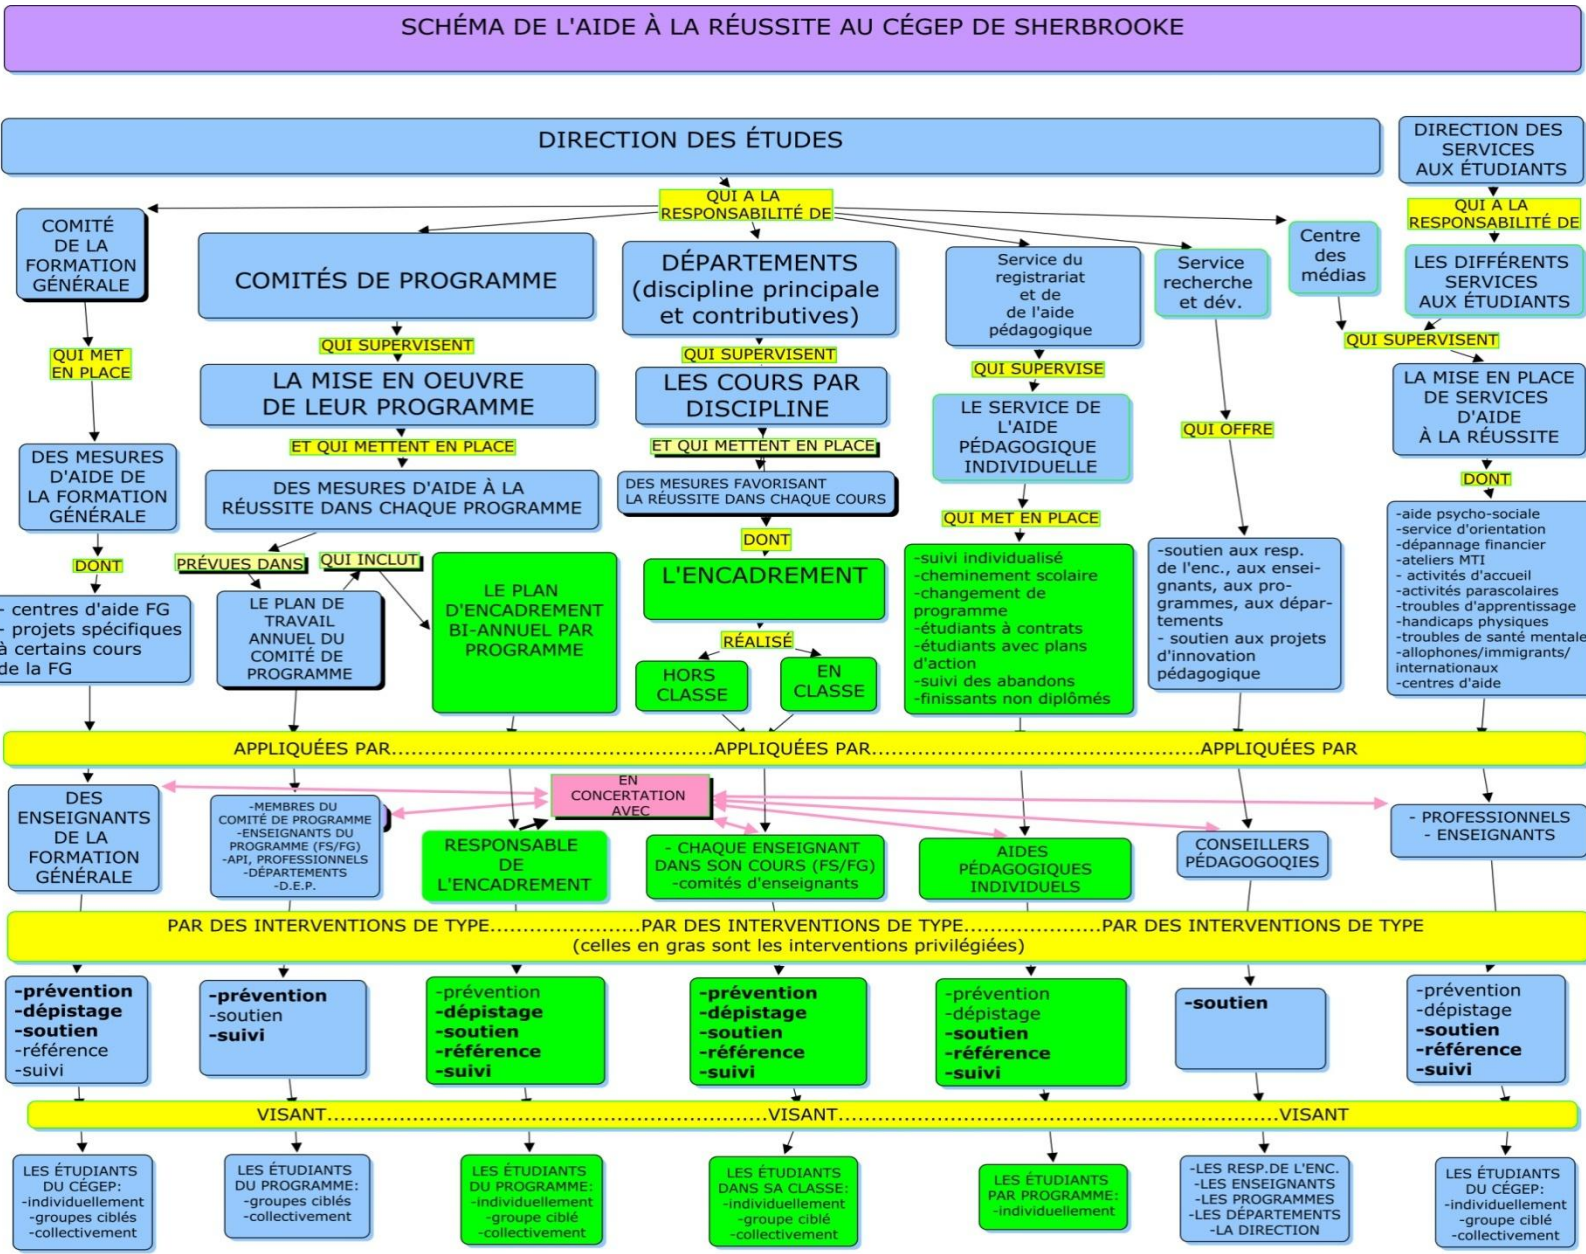 SCHÉMA DE L'AIDE À LA RÉUSSITE AU CÉGEP DE SHERBROOKE
DIRECTION DES ÉTUDES
DIRECTION DES
SERVICES
AUX ÉTUDIANTS
QUI A LA
RESPONSABILITÉ DE
QUI A LA
RESPONSABILITÉ DE
COMITÉ
DE LA
FORMATION
GÉNÉRALE
COMITÉS DE PROGRAMME
DÉPARTEMENTS
(discipline principale
et contributives)
Service du
registrariat
et de
de l'aide
pédagogique
Service
recherche
et dév.
Centre
des
médias
LES DIFFÉRENTS
SERVICES
AUX ÉTUDIANTS
QUI MET
EN PLACE
QUI SUPERVISENT
QUI SUPERVISENT
QUI SUPERVISE
QUI SUPERVISENT
LA MISE EN OEUVRE
DE LEUR PROGRAMME
LES COURS PAR
DISCIPLINE
LE SERVICE DE
L'AIDE
PÉDAGOGIQUE
INDIVIDUELLE
QUI OFFRE
LA MISE EN PLACE
DE SERVICES
D'AIDE
À LA RÉUSSITE
ET QUI METTENT EN PLACE
ET QUI METTENT EN PLACE
DES MESURES
D'AIDE DE
LA FORMATION
GÉNÉRALE
DES MESURES D'AIDE À LA
RÉUSSITE DANS CHAQUE PROGRAMME
DES MESURES FAVORISANT
LA RÉUSSITE DANS CHAQUE COURS
QUI MET EN PLACE
DONT
DONT
PRÉVUES DANS
QUI INCLUT
DONT
- centres d'aide FG
- projets spécifiques
à certains cours
de la FG
LE PLAN DE
TRAVAIL
ANNUEL DU
COMITÉ DE
PROGRAMME
LE PLAN
D'ENCADREMENT
BI-ANNUEL PAR
PROGRAMME
L'ENCADREMENT
RÉALISÉ
HORS
CLASSE
EN
CLASSE
-suivi individualisé
-cheminement scolaire
-changement de
programme
-étudiants à contrats
-étudiants avec plans
d'action
-suivi des abandons
-finissants non diplômés
-soutien aux resp.
de l'enc., aux ensei-
gnants, aux pro-
grammes, aux dépar-
tements
- soutien aux projets
d'innovation
pédagogique
-aide psycho-sociale
-service d'orientation
-dépannage financier
-ateliers MTI
- activités d'accueil
-activités parascolaires
-troubles d'apprentissage
-handicaps physiques
-troubles de santé mentale
-allophones/immigrants/
internationaux
-centres d'aide
APPLIQUÉES PAR.......................................APPLIQUÉES PAR........................................APPLIQUÉES PAR
DES
ENSEIGNANTS
DE LA
FORMATION
GÉNÉRALE
-MEMBRES DU
COMITÉ DE PROGRAMME
-ENSEIGNANTS DU
PROGRAMME (FS/FG)
-API, PROFESSIONNELS
-DÉPARTEMENTS
-D.E.P.
EN
CONCERTATION
AVEC
RESPONSABLE
DE
L'ENCADREMENT
- CHAQUE ENSEIGNANT
DANS SON COURS (FS/FG)
-comités d'enseignants
AIDES
PÉDAGOGIQUES
INDIVIDUELS
CONSEILLERS
PÉDAGOGOQIES
- PROFESSIONNELS
- ENSEIGNANTS
PAR DES INTERVENTIONS DE TYPE......................PAR DES INTERVENTIONS DE TYPE....................PAR DES INTERVENTIONS DE TYPE
(celles en gras sont les interventions privilégiées)
-prévention
-dépistage
-soutien
-référence
-suivi
-prévention
-soutien
-suivi
-prévention
-dépistage
-soutien
-référence
-suivi
-prévention
-dépistage
-soutien
-référence
-suivi
-prévention
-dépistage
-soutien
-référence
-suivi
-soutien
-prévention
-dépistage
-soutien
-référence
-suivi
VISANT.....................................................VISANT.....................................................VISANT
LES ÉTUDIANTS
DU CÉGEP:
-individuellement
-groupes ciblés
-collectivement
LES ÉTUDIANTS
DU PROGRAMME:
-groupes ciblés
-collectivement
LES ÉTUDIANTS
DU PROGRAMME:
-individuellement
-groupe ciblé
-collectivement
LES ÉTUDIANTS
DANS SA CLASSE:
-individuellement
-groupe ciblé
-collectivement
LES ÉTUDIANTS
PAR PROGRAMME:
-individuellement
-LES RESP.DE L'ENC.
-LES ENSEIGNANTS
-LES PROGRAMMES
-LES DÉPARTEMENTS
-LA DIRECTION
LES ÉTUDIANTS
DU CÉGEP:
-individuellement
-groupe ciblé
-collectivement